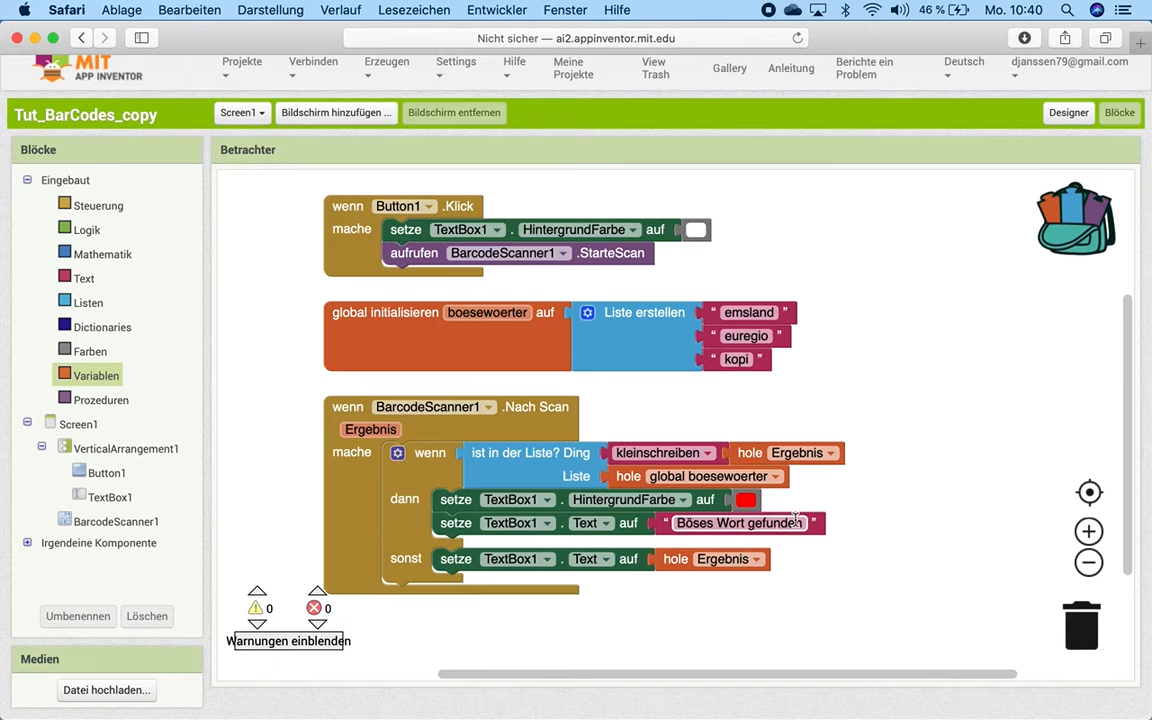 Safari Ablage Bearbeiten Darstellung Verlauf Lesezeichen Entwickler Fenster Hilfe 46 % Mo. 10:40
Nicht sicher — ai2.appinventor.mit.edu
MIT APP INVENTOR Projekte Verbinden Erzeugen Settings Hilfe Meine Projekte View Trash Gallery Anleitung Berichte ein Problem Deutsch djanssen79@gmail.com
Tut_BarCodes_copy Screen1 Bildschirm hinzufügen ... Bildschirm entfernen Designer Blöcke
Blöcke
Betrachter
Eingebaut
Steuerung
Logik
Mathematik
Text
Listen
Dictionaries
Farben
Variablen
Prozeduren
Screen1
VerticalArrangement1
Button1
TextBox1
BarcodeScanner1
Irgendeine Komponente
Umbenennen Löschen
Medien
Datei hochladen...
wenn Button1 .Klick
mache setze TextBox1 . HintergrundFarbe auf
aufrufen BarcodeScanner1 .StarteScan
global initialisieren boesewoerter auf Liste erstellen “ emsland ”
“ euregio ”
“ kopi ”
wenn BarcodeScanner1 .Nach Scan
Ergebnis
mache wenn ist in der Liste? Ding kleinschreiben hole Ergebnis
Liste hole global boesewoerter
dann setze TextBox1 . HintergrundFarbe auf
setze TextBox1 . Text auf “ Böses Wort gefunden ”
sonst setze TextBox1 . Text auf hole Ergebnis
0 0
Warnungen einblenden